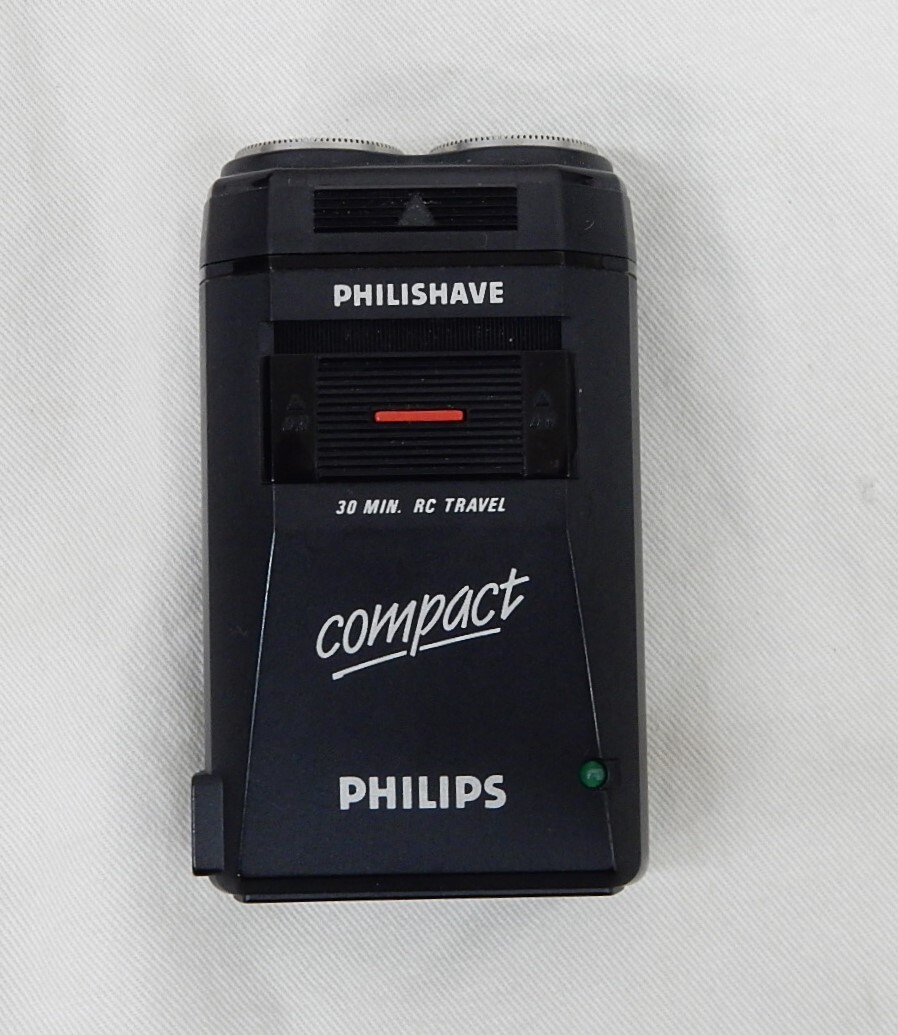 PHILISHAVE
30 MIN. RC TRAVEL
compact
PHILIPS